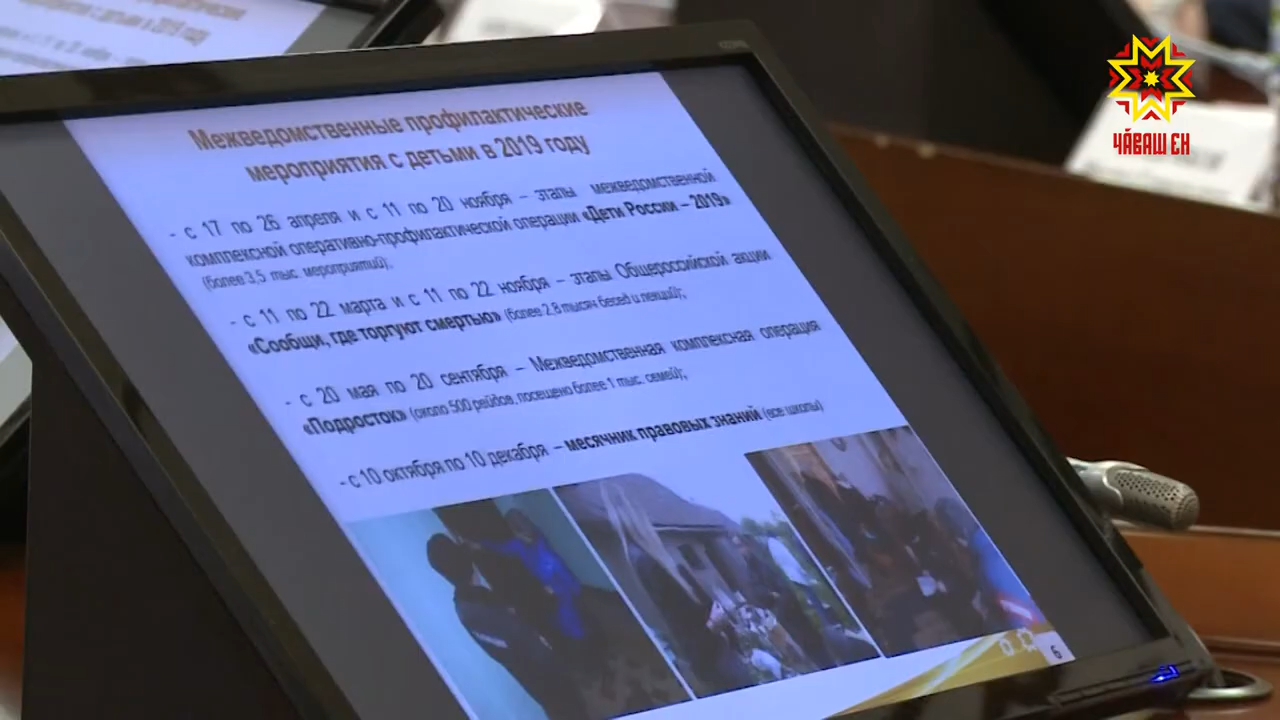 с детьми в 2019 году
ЧӐВАШ ЕН
Межведомственные профилактические
мероприятия с детьми в 2019 году
- с 17 по 26 апреля и с 11 по 20 ноября – этапы межведомственной
комплексной оперативно-профилактической операции «Дети России – 2019»
(более 3,5 тыс. мероприятий);
- с 11 по 22 марта и с 11 по 22 ноября – этапы Общероссийской акции
«Сообщи, где торгуют смертью» (более 2,8 тысяч бесед и лекций);
- с 20 мая по 20 сентября – Межведомственная комплексная операция
«Подросток» (около 500 рейдов, посещено более 1 тыс. семей);
- с 10 октября по 10 декабря – месячник правовых знаний (все школы)
6